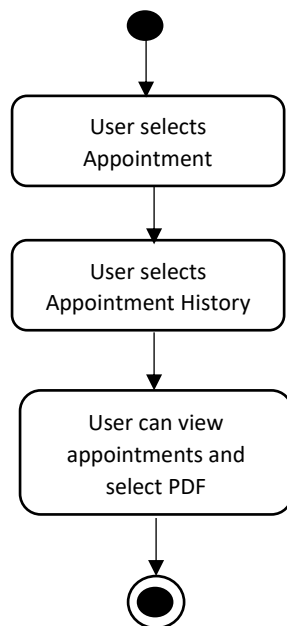 User selects
Appointment
User selects
Appointment History
User can view
appointments and
select PDF